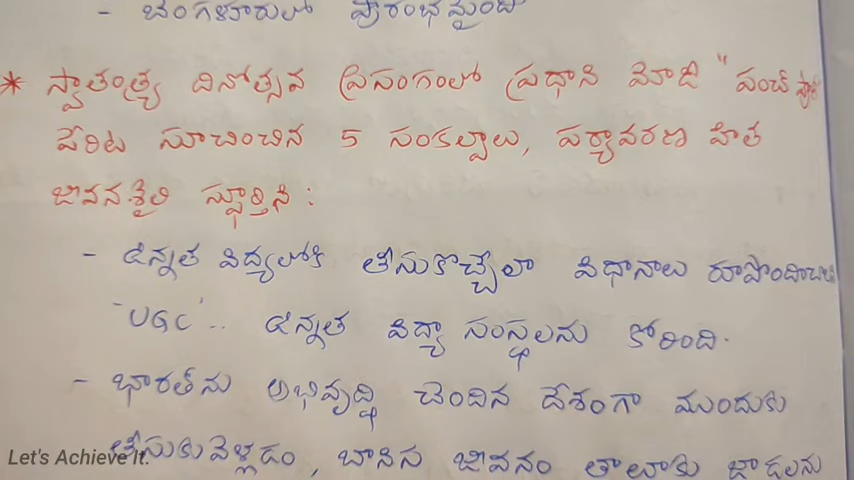 - బెంగళూరులో ప్రారంభమైంది
* స్వాతంత్ర్య దినోత్సవ ప్రసంగంలో ప్రధాని మోదీ "పంచ్
పేరిట సూచించిన 5 సంకల్పాలు, పర్యావరణ హిత
జీవనశైలి స్ఫూర్తిని :
- ఉన్నత విద్యలోకి తీసుకొచ్చేలా విధానాలు రూపొందించాలి
'UGC'.. ఉన్నత విద్యా సంస్థలను కోరింది.
- భారత్‌ను అభివృద్ధి చెందిన దేశంగా ముందుకు
తీసుకువెళ్లడం, బానిస జీవనం తాలూకు జాడలను
Let's Achieve It.